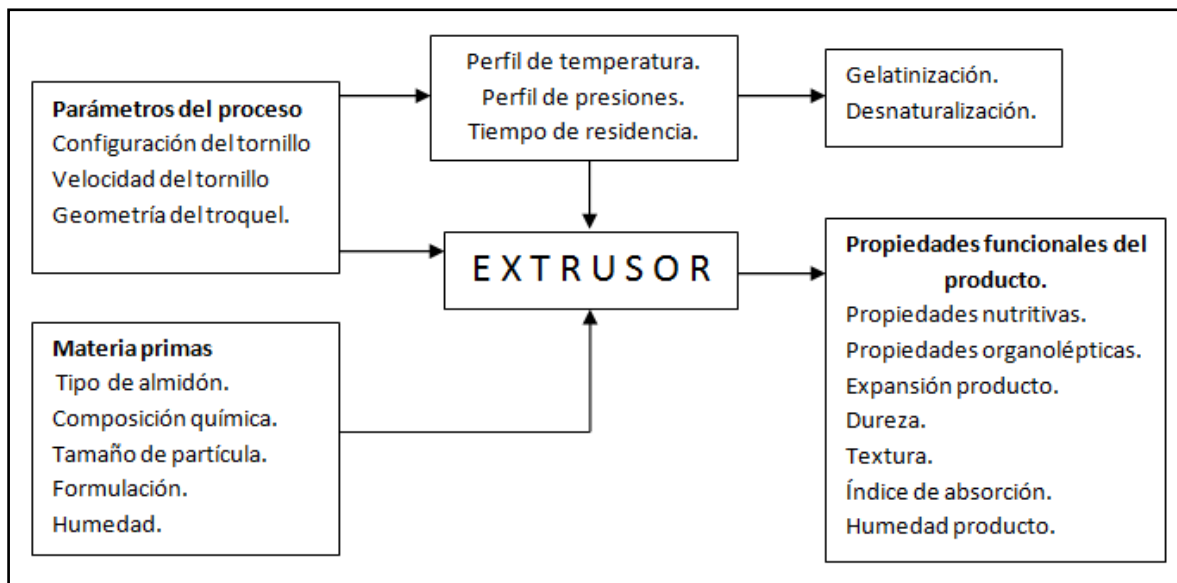 Parámetros del proceso
Configuración del tornillo
Velocidad del tornillo
Geometría del troquel.
Perfil de temperatura.
Perfil de presiones.
Tiempo de residencia.
Gelatinización.
Desnaturalización.
EXTRUSOR
Materia primas
Tipo de almidón.
Composición química.
Tamaño de partícula.
Formulación.
Humedad.
Propiedades funcionales del
producto.
Propiedades nutritivas.
Propiedades organolépticas.
Expansión producto.
Dureza.
Textura.
Índice de absorción.
Humedad producto.